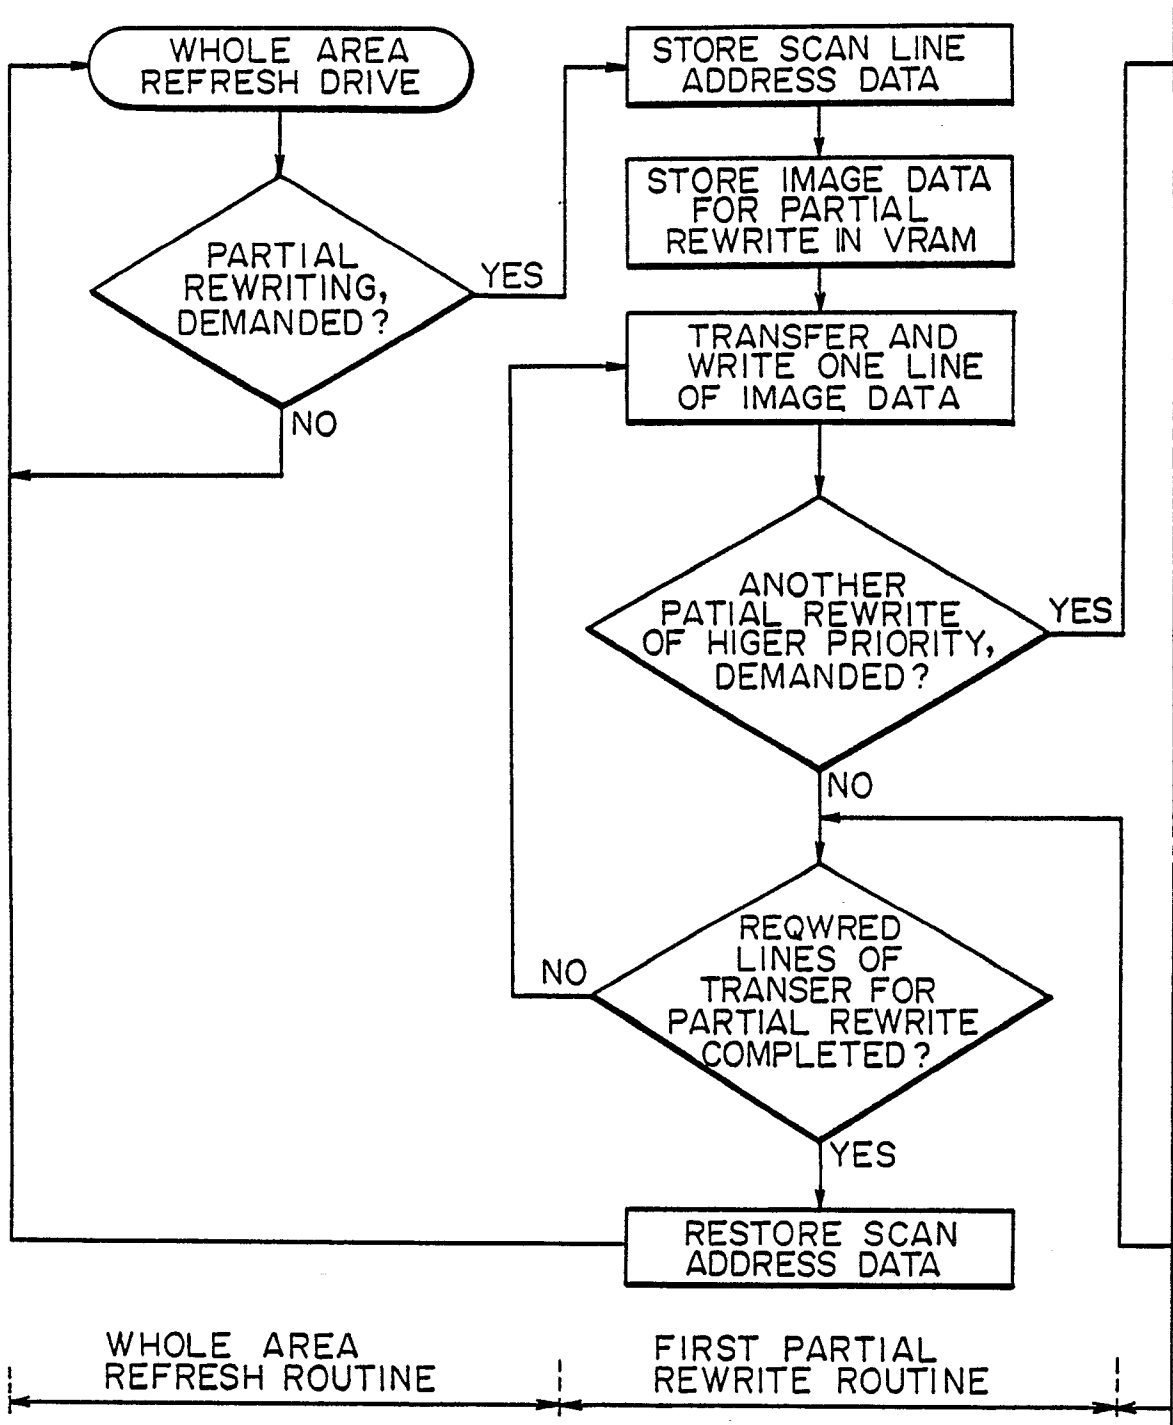 WHOLE AREA
REFRESH DRIVE
PARTIAL
REWRITING,
DEMANDED?
YES
NO
STORE SCAN LINE
ADDRESS DATA
STORE IMAGE DATA
FOR PARTIAL
REWRITE IN VRAM
TRANSFER AND
WRITE ONE LINE
OF IMAGE DATA
ANOTHER
PATIAL REWRITE
OF HIGER PRIORITY,
DEMANDED?
YES
NO
REQWRED
LINES OF
TRANSER FOR
PARTIAL REWRITE
COMPLETED?
NO
YES
RESTORE SCAN
ADDRESS DATA
WHOLE AREA
REFRESH ROUTINE
FIRST PARTIAL
REWRITE ROUTINE